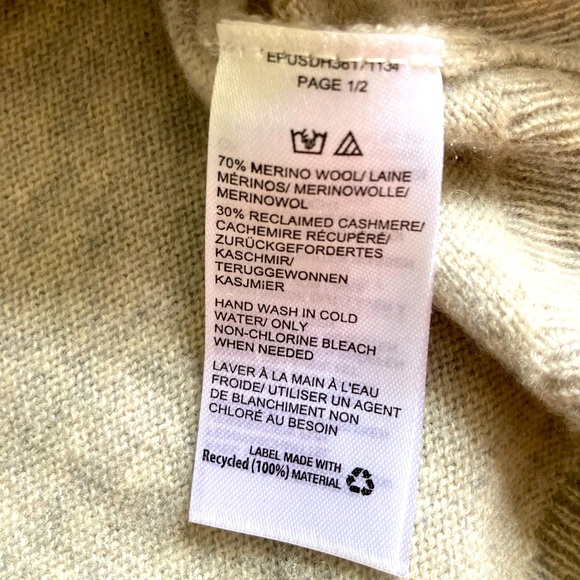 PAGE 1/2
70% MERINO WOOL/ LAINE
MÉRINOS/ MERINOWOLLE/
MERINOWOL
30% RECLAIMED CASHMERE/
CACHEMIRE RÉCUPÉRÉ/
ZURÜCKGEFORDERTES
KASCHMIR/
TERUGGEWONNEN
KASJMiER
HAND WASH IN COLD
WATER/ ONLY
NON-CHLORINE BLEACH
WHEN NEEDED
LAVER À LA MAIN À L'EAU
FROIDE/ UTILISER UN AGENT
DE BLANCHIMENT NON
CHLORÉ AU BESOIN
LABEL MADE WITH
Recycled (100%) MATERIAL